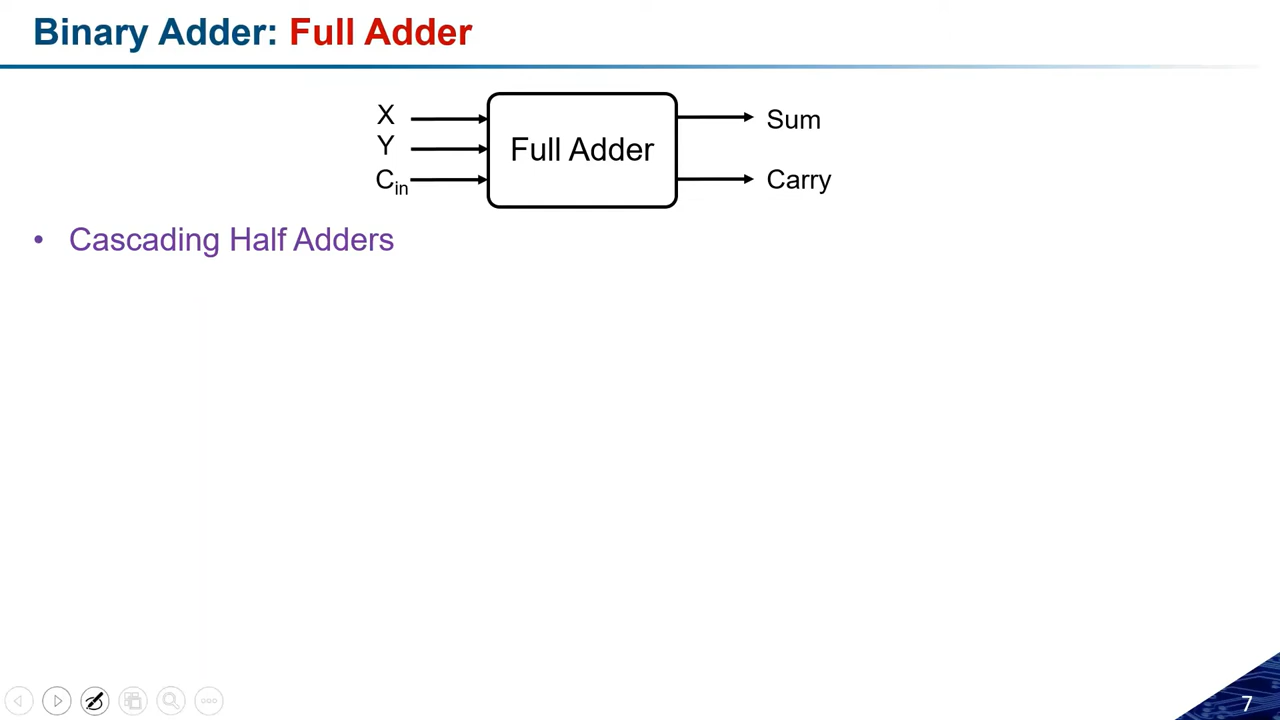 Binary Adder: Full Adder
X
Y
Cin
Full Adder
Sum
Carry
• Cascading Half Adders
7